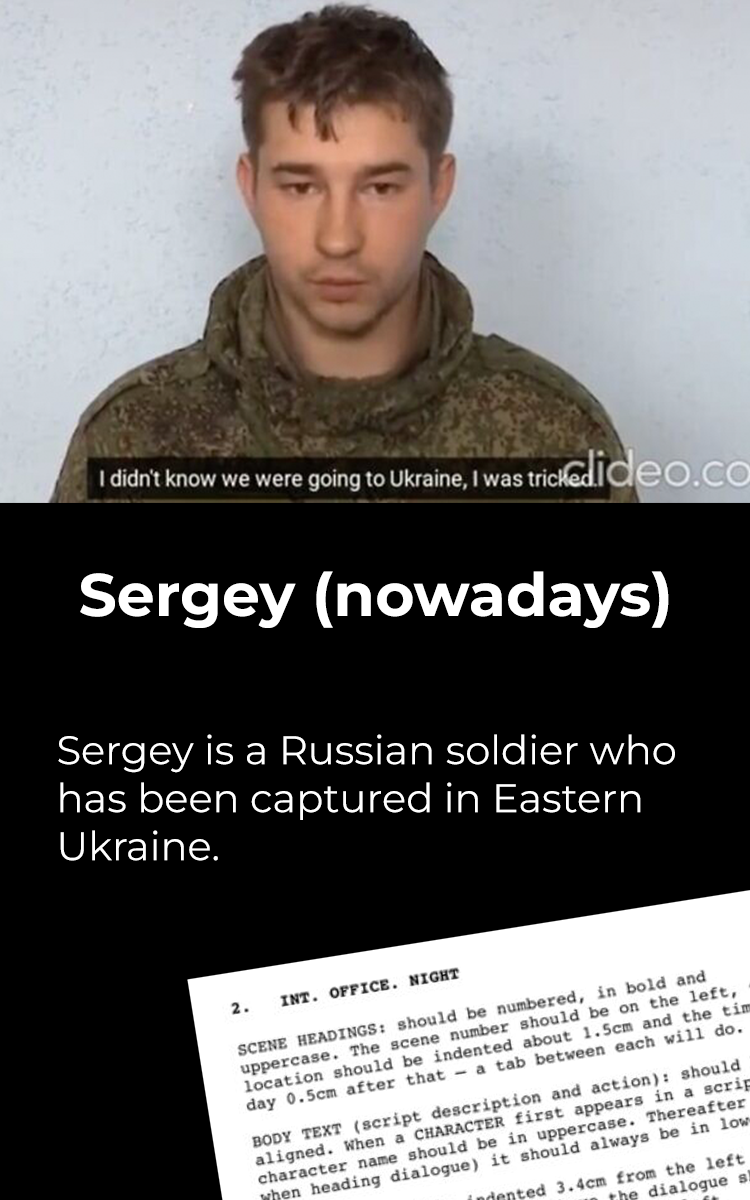 I didn't know we were going to Ukraine, I was tricked.
clideo.co
Sergey (nowadays)
Sergey is a Russian soldier who
has been captured in Eastern
Ukraine.
2. INT. OFFICE. NIGHT
SCENE HEADINGS: should be numbered, in bold and
uppercase. The scene number should be on the left,
location should be indented about 1.5cm and the tim
day 0.5cm after that – a tab between each will do.
BODY TEXT (script description and action): should
aligned. When a CHARACTER first appears in a scrip
character name should be in uppercase. Thereafter
when heading dialogue) it should always be in low
indented 3.4cm from the left
the dialogue s